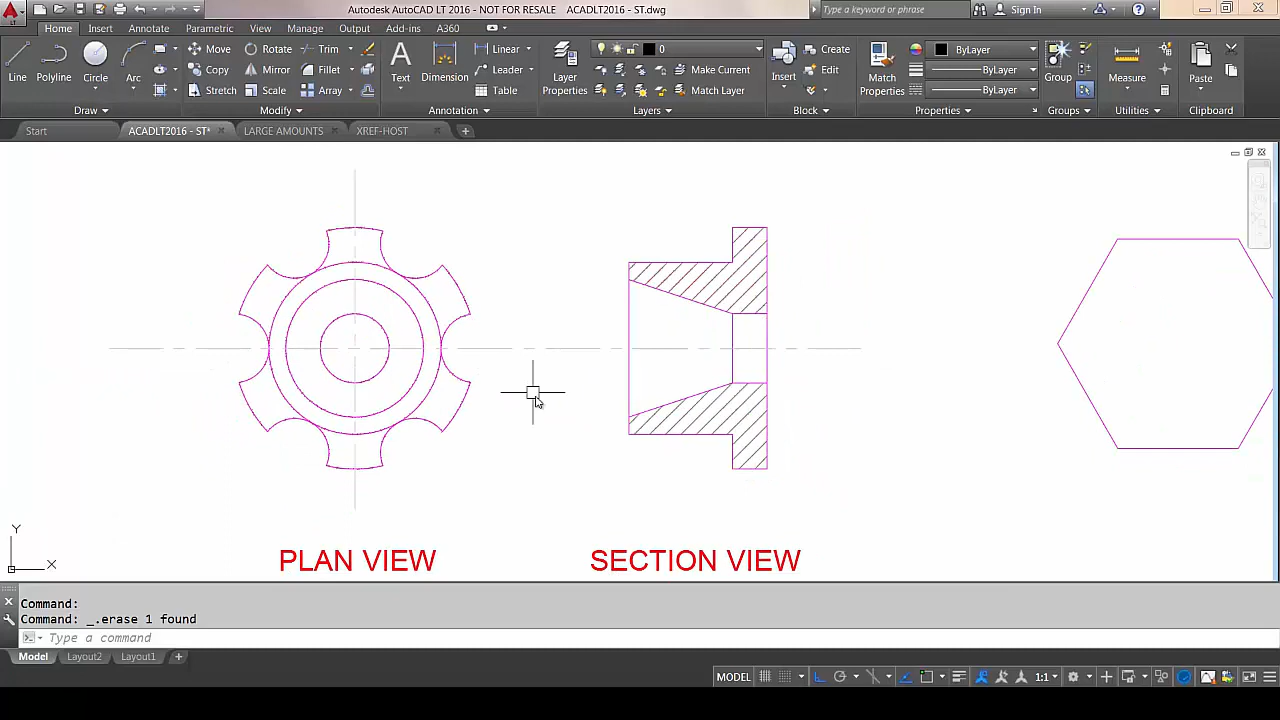 Autodesk AutoCAD LT 2016 - NOT FOR RESALE ACADLT2016 - ST.dwg
Type a keyword or phrase
Sign In
LT
Home Insert Annotate Parametric View Manage Output Add-ins A360
Line
Polyline
Circle
Arc
Move
Rotate
Trim
Copy
Mirror
Fillet
Stretch
Scale
Array
Text
Dimension
Linear
Leader
Table
Layer
Properties
0
Make Current
Match Layer
Insert
Create
Edit
Match
Properties
ByLayer
ByLayer
ByLayer
Group
Measure
Paste
Draw
Modify
Annotation
Layers
Block
Properties
Groups
Utilities
Clipboard
Start
ACADLT2016 - ST*
LARGE AMOUNTS
XREF-HOST
Y
X
PLAN VIEW
SECTION VIEW
Command:
Command: _.erase 1 found
Type a command
Model
Layout2
Layout1
MODEL
1:1